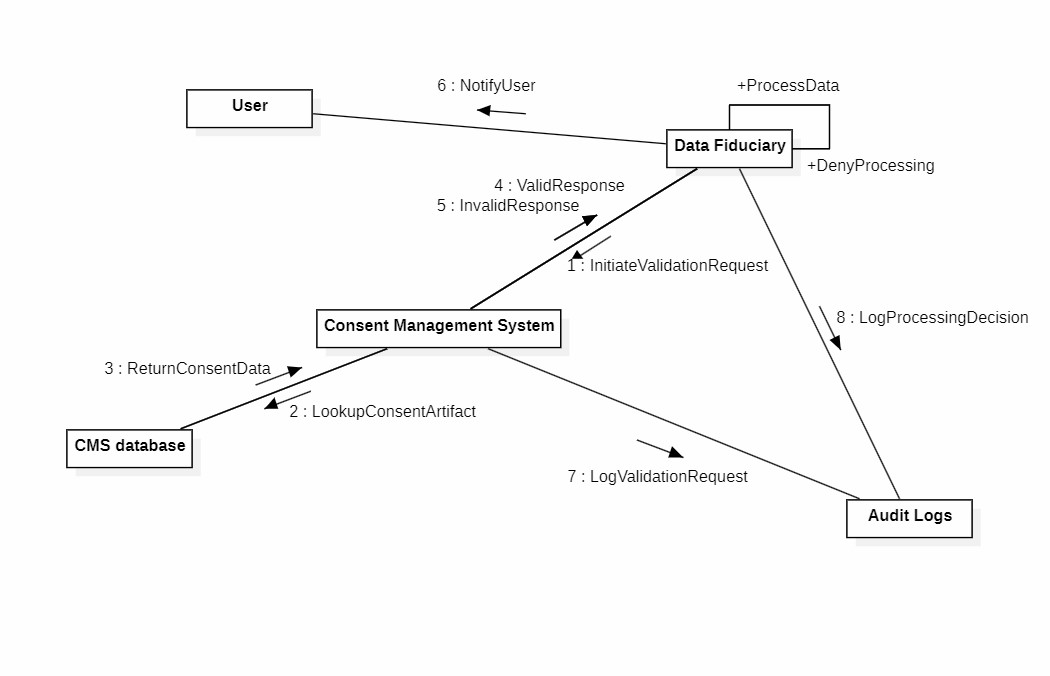 6 : NotifyUser
+ProcessData
User
Data Fiduciary
+DenyProcessing
4 : ValidResponse
5 : InvalidResponse
1 : InitiateValidationRequest
Consent Management System
8 : LogProcessingDecision
3 : ReturnConsentData
2 : LookupConsentArtifact
CMS database
7 : LogValidationRequest
Audit Logs